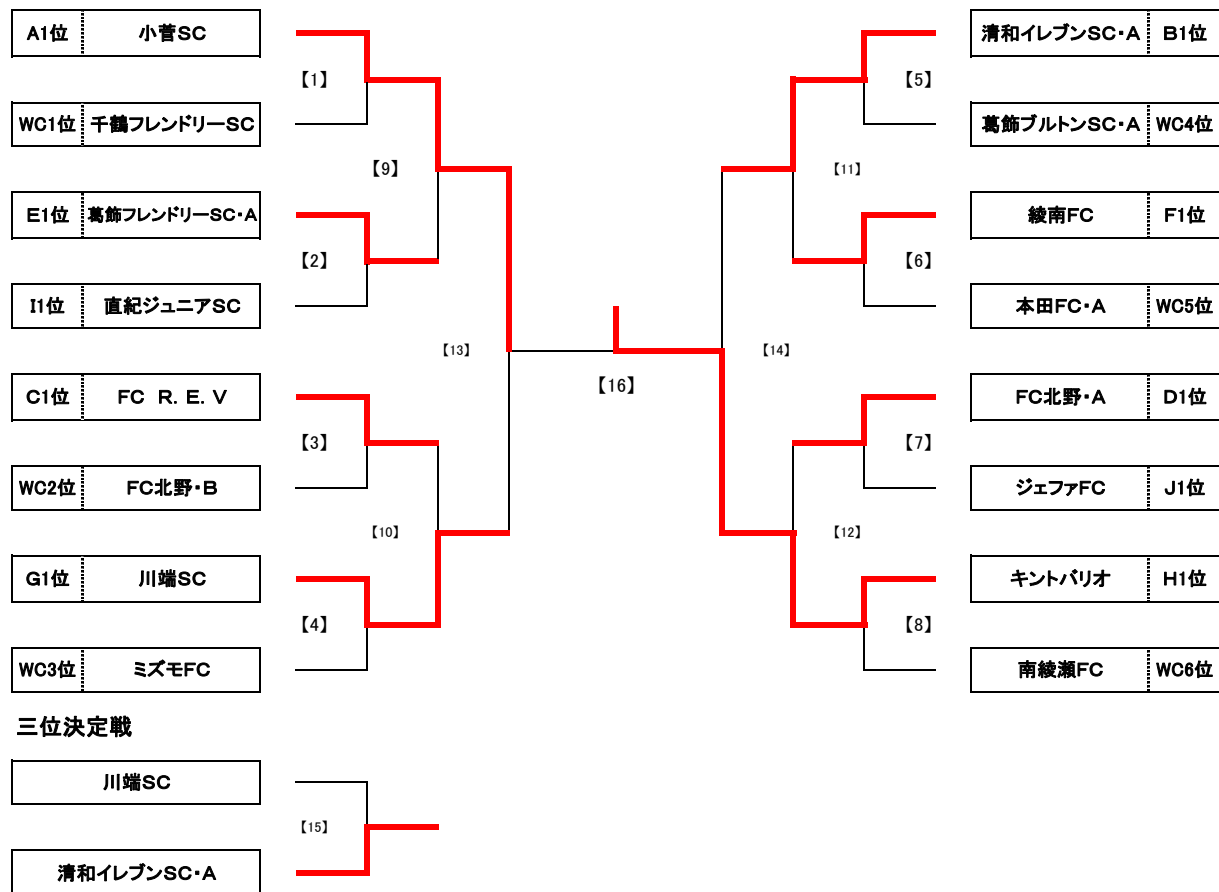 A1位 小菅SC
【1】
WC1位 千鶴フレンドリーSC
【9】
E1位 葛飾フレンドリーSC・A
【2】
I1位 直紀ジュニアSC
【13】
C1位 FC R.E.V
【3】
WC2位 FC北野・B
【10】
G1位 川端SC
【4】
WC3位 ミズモFC
【16】
清和イレブンSC・A B1位
【5】
葛飾ブルトンSC・A WC4位
【11】
綾南FC F1位
【6】
本田FC・A WC5位
【14】
FC北野・A D1位
【7】
ジェファFC J1位
【12】
キントバリオ H1位
【8】
南綾瀬FC WC6位
三位決定戦
川端SC
【15】
清和イレブンSC・A